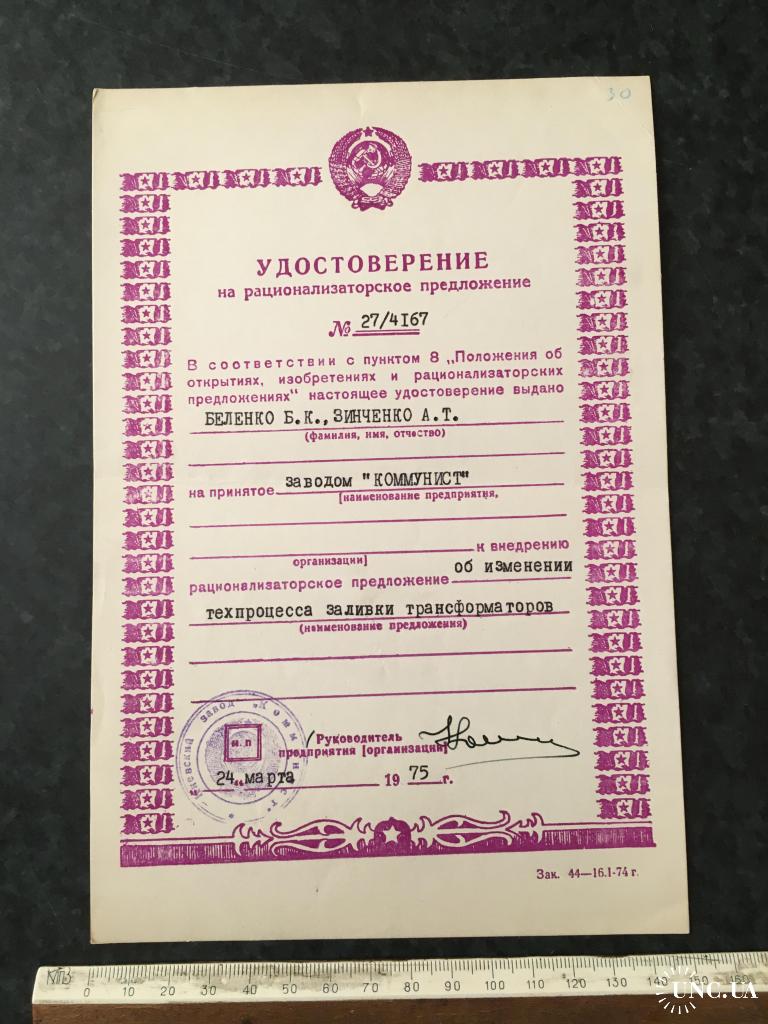 30
УДОСТОВЕРЕНИЕ
на рационализаторское предложение
№ 27/4I67
В соответствии с пунктом 8 „Положения об
открытиях, изобретениях и рационализаторских
предложениях" настоящее удостоверение выдано
БЕЛЕНКО Б.К., ЗИНЧЕНКО А.Т.
(фамилия, имя, отчество)
на принятое заводом "КОММУНИСТ"
[наименование предприятия,
к внедрению
организации]
рационализаторское предложение об изменении
техпроцесса заливки трансформаторов
(наименование предложения)
завод „Коммунист"
м.п
Руководитель
предприятия [организации]
24 марта 1975 г.
Зак. 44—16.I-74 г.
0 10 20 30 40 50 60 70 80 90 100 110 120 130 140 150 160
UNC.UA